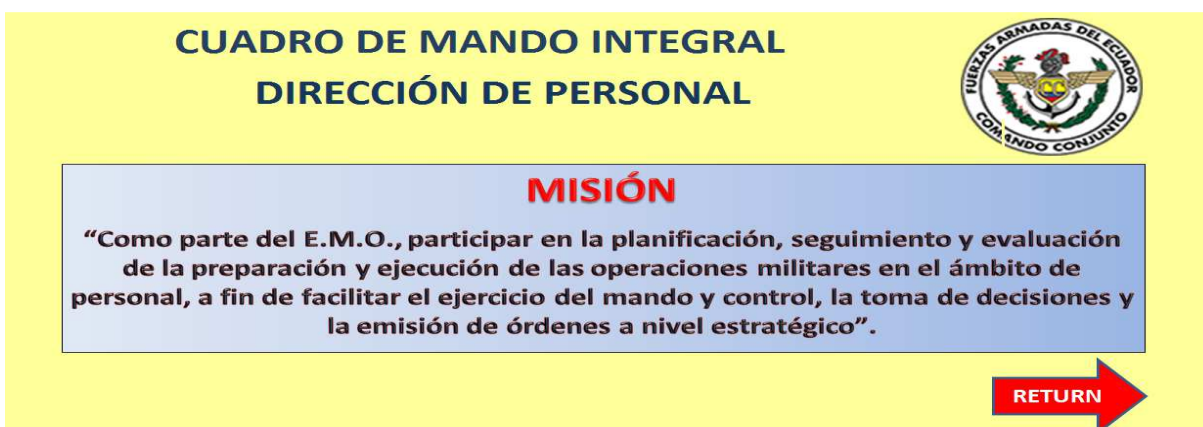 CUADRO DE MANDO INTEGRAL
DIRECCIÓN DE PERSONAL
FUERZAS ARMADAS DEL ECUADOR
COMANDO CONJUNTO
MISIÓN
“Como parte del E.M.O., participar en la planificación, seguimiento y evaluación
de la preparación y ejecución de las operaciones militares en el ámbito de
personal, a fin de facilitar el ejercicio del mando y control, la toma de decisiones y
la emisión de órdenes a nivel estratégico”.
RETURN